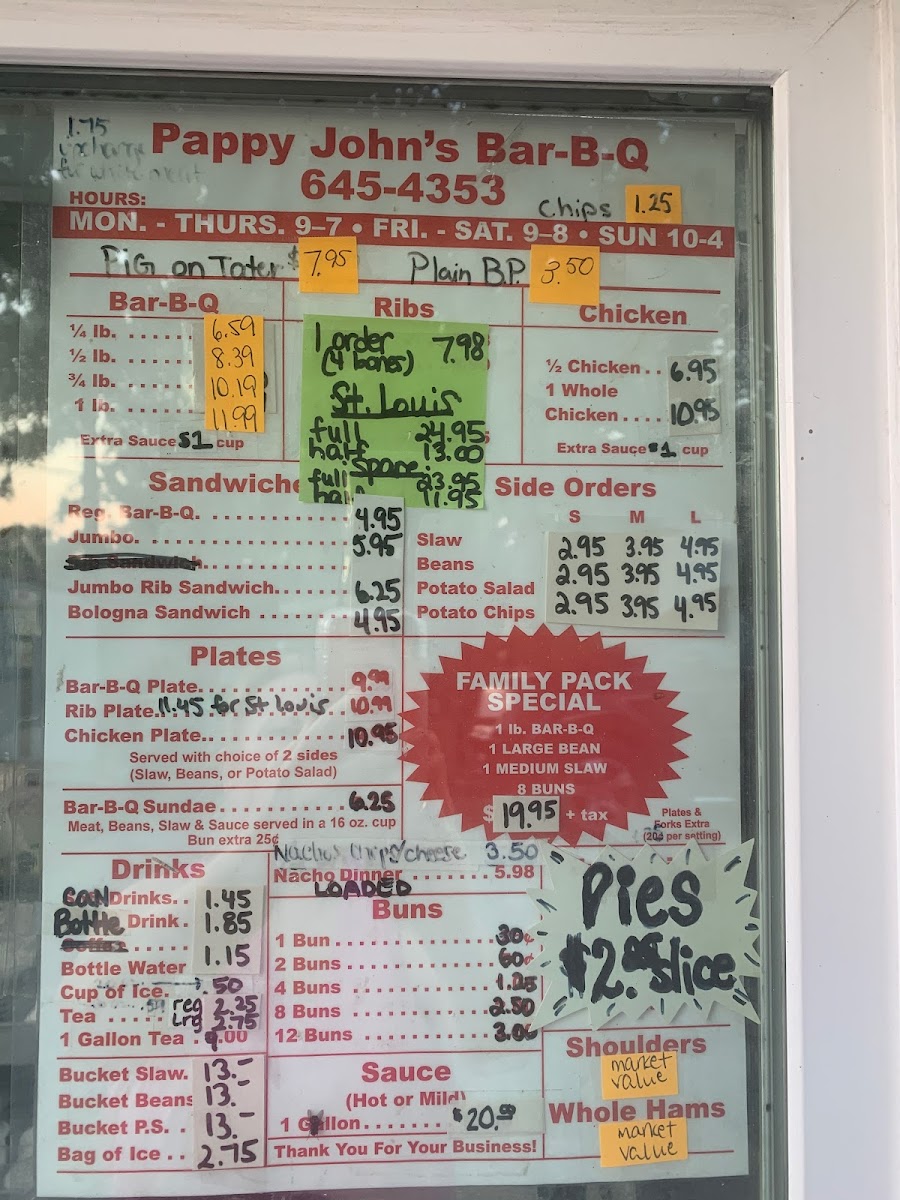 1.75
Pappy John's Bar-B-Q
645-4353
HOURS:
Chips 1.25
MON. - THURS. 9–7 • FRI. - SAT. 9–8 • SUN 10-4
PiG on Tater $7.95
Plain B.P. 3.50
Bar-B-Q
¼ lb. ...... 6.59
½ lb. ...... 8.39
¾ lb. ...... 10.19
1 lb. ...... 11.99
Extra Sauce $1 cup
Ribs
1 order 7.98
(4 bones)
St. Louis
full 24.95
half 13.00
spare
full 23.95
half 11.95
Chicken
½ Chicken .. 6.95
1 Whole
Chicken .... 10.95
Extra Sauce $1 cup
Sandwiche
Reg. Bar-B-Q. .............. 4.95
Jumbo. .................. 5.95
Jumbo Rib Sandwich........ 6.25
Bologna Sandwich ......... 4.95
Side Orders
S M L
Slaw 2.95 3.95 4.95
Beans 2.95 3.95 4.95
Potato Salad 2.95 3.95 4.95
Potato Chips
Plates
Bar-B-Q Plate.............. 9.99
Rib Plate. 11.45 for St Louis 10.99
Chicken Plate.............. 10.95
Served with choice of 2 sides
(Slaw, Beans, or Potato Salad)
Bar-B-Q Sundae ............ 6.25
Meat, Beans, Slaw & Sauce served in a 16 oz. cup
Bun extra 25¢
FAMILY PACK
SPECIAL
1 lb. BAR-B-Q
1 LARGE BEAN
1 MEDIUM SLAW
8 BUNS
$19.95 + tax
Plates &
Forks Extra
(20¢ per setting)
Drinks
CAN Drinks.. 1.45
Bottle Drink . 1.85
Bottle Water 1.15
Cup of Ice. .50
Tea ..... reg 2.25
Lrg 2.75
1 Gallon Tea . 9.00
Bucket Slaw. 13.-
Bucket Beans 13.-
Bucket P.S. . 13.-
Bag of Ice .. 2.75
Nachos Chips/cheese 3.50
Nacho Dinner ......... 5.98
LOADED
Buns
1 Bun ................ 30¢
2 Buns ............... 60¢
4 Buns ............... 1.25
8 Buns ............... 2.50
12 Buns .............. 3.00
Sauce
(Hot or Mild)
1 Gallon....... $20.00
Thank You For Your Business!
Pies
$2.95 slice
Shoulders
market
value
Whole Hams
market
value